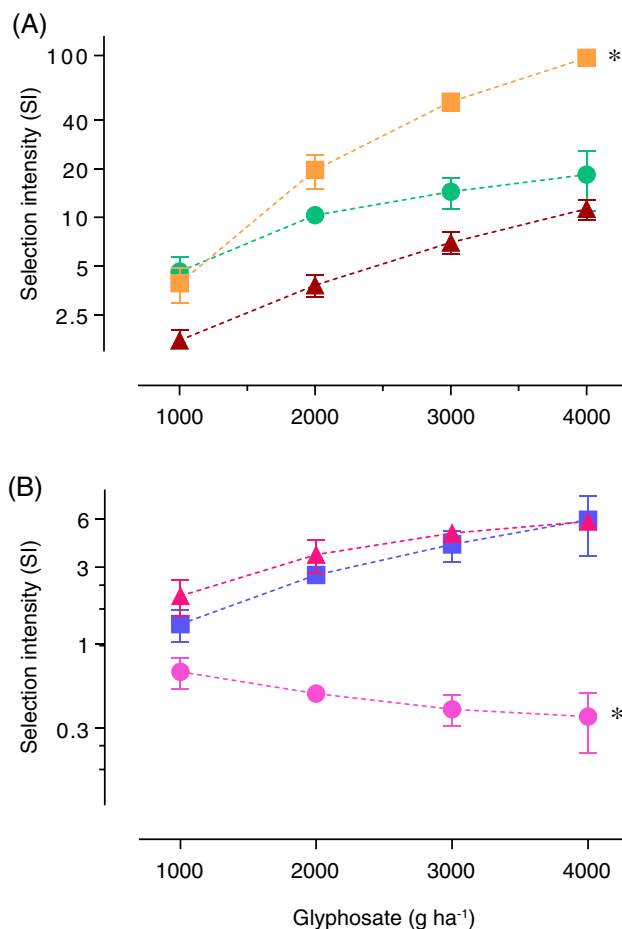 (A)
Selection intensity (SI)
100
40
20
10
5
2.5
*
1000 2000 3000 4000
(B)
Selection intensity (SI)
6
3
1
0.3
*
1000 2000 3000 4000
Glyphosate (g ha⁻¹)